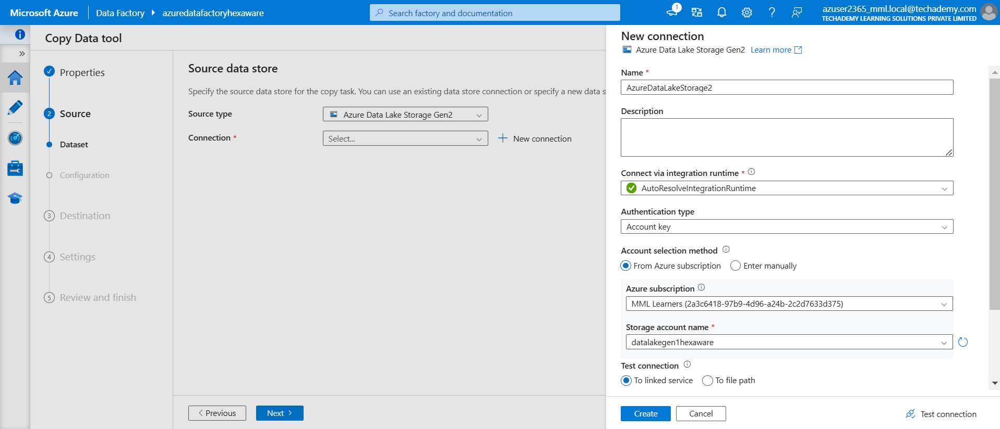 Microsoft Azure
Data Factory
azuredatafactoryhexaware
Search factory and documentation
1
azuser2365_mml.local@techademy.com
TECHADEMY LEARNING SOLUTIONS PRIVATE LIMITED
Copy Data tool
Properties
2 Source
Dataset
Configuration
3 Destination
4 Settings
5 Review and finish
Source data store
Specify the source data store for the copy task. You can use an existing data store connection or specify a new data s
Source type
Azure Data Lake Storage Gen2
Connection *
Select...
New connection
Previous
Next
New connection
Azure Data Lake Storage Gen2 Learn more
Name *
AzureDataLakeStorage2
Description
Connect via integration runtime *
AutoResolveIntegrationRuntime
Authentication type
Account key
Account selection method
From Azure subscription Enter manually
Azure subscription
MML Learners (2a3c6418-97b9-4d96-a24b-2c2d7633d375)
Storage account name *
datalakegen1hexaware
Test connection
To linked service To file path
Create Cancel Test connection